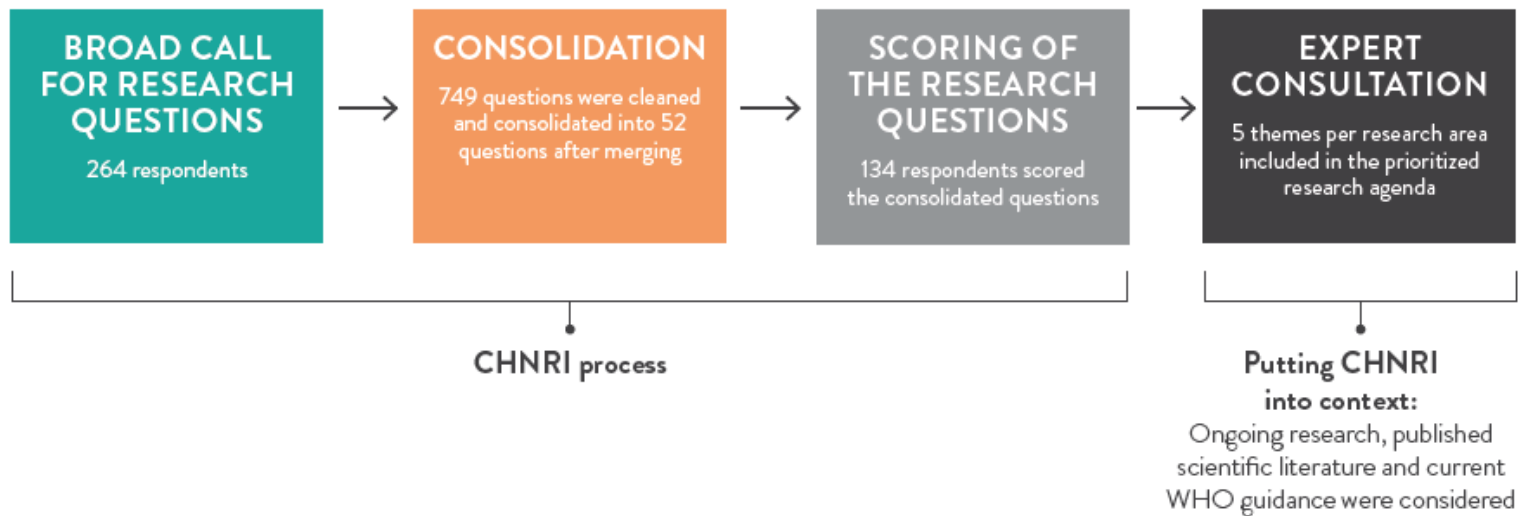 BROAD CALL
FOR RESEARCH
QUESTIONS
264 respondents
CONSOLIDATION
749 questions were cleaned
and consolidated into 52
questions after merging
SCORING OF
THE RESEARCH
QUESTIONS
134 respondents scored
the consolidated questions
EXPERT
CONSULTATION
5 themes per research area
included in the prioritized
research agenda
CHNRI process
Putting CHNRI
into context:
Ongoing research, published
scientific literature and current
WHO guidance were considered